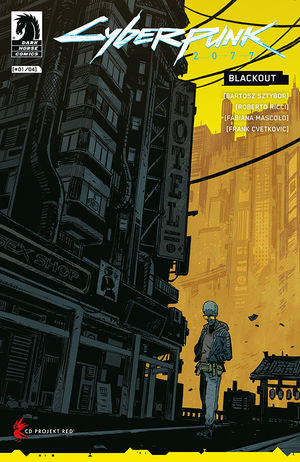 DARK
HORSE
COMICS
[#01/04]
CYBERPUNK
2077
BLACKOUT
[BARTOSZ SZTYBOR]
[ROBERTO RICCI]
[FABIANA MASCOLO]
[FRANK CVETKOVIC]
HOTEL
SEX SHOP
CD PROJEKT RED